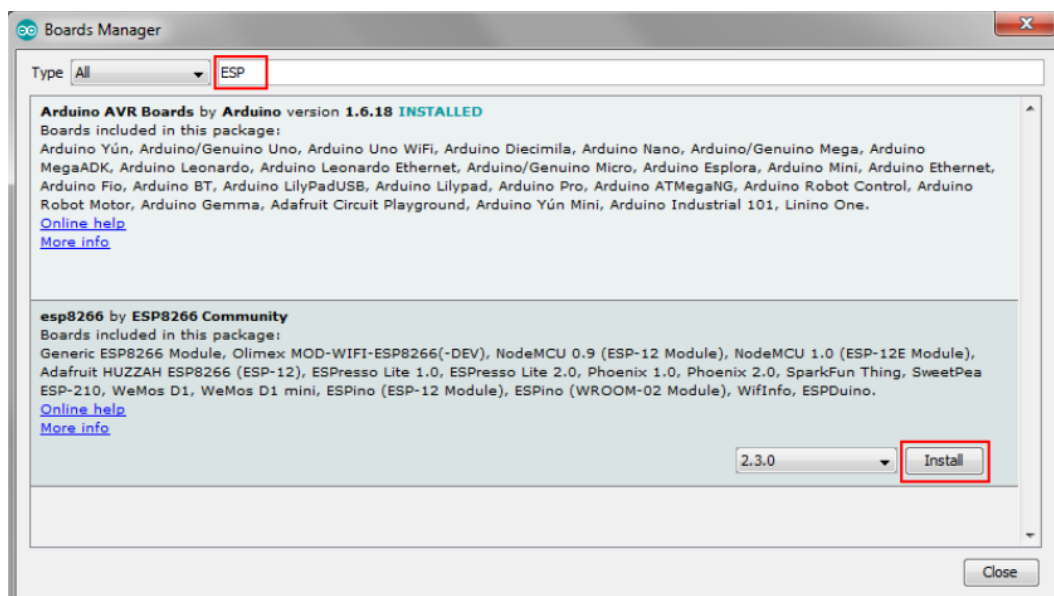 Boards Manager
Type All ESP
Arduino AVR Boards by Arduino version 1.6.18 INSTALLED
Boards included in this package:
Arduino Yún, Arduino/Genuino Uno, Arduino Uno WiFi, Arduino Diecimila, Arduino Nano, Arduino/Genuino Mega, Arduino
MegaADK, Arduino Leonardo, Arduino Leonardo Ethernet, Arduino/Genuino Micro, Arduino Esplora, Arduino Mini, Arduino Ethernet,
Arduino Fio, Arduino BT, Arduino LilyPadUSB, Arduino Lilypad, Arduino Pro, Arduino ATMegaNG, Arduino Robot Control, Arduino
Robot Motor, Arduino Gemma, Adafruit Circuit Playground, Arduino Yún Mini, Arduino Industrial 101, Linino One.
Online help
More info
esp8266 by ESP8266 Community
Boards included in this package:
Generic ESP8266 Module, Olimex MOD-WIFI-ESP8266(-DEV), NodeMCU 0.9 (ESP-12 Module), NodeMCU 1.0 (ESP-12E Module),
Adafruit HUZZAH ESP8266 (ESP-12), ESPresso Lite 1.0, ESPresso Lite 2.0, Phoenix 1.0, Phoenix 2.0, SparkFun Thing, SweetPea
ESP-210, WeMos D1, WeMos D1 mini, ESPino (ESP-12 Module), ESPino (WROOM-02 Module), WifInfo, ESPDuino.
Online help
More info
2.3.0 Install
Close